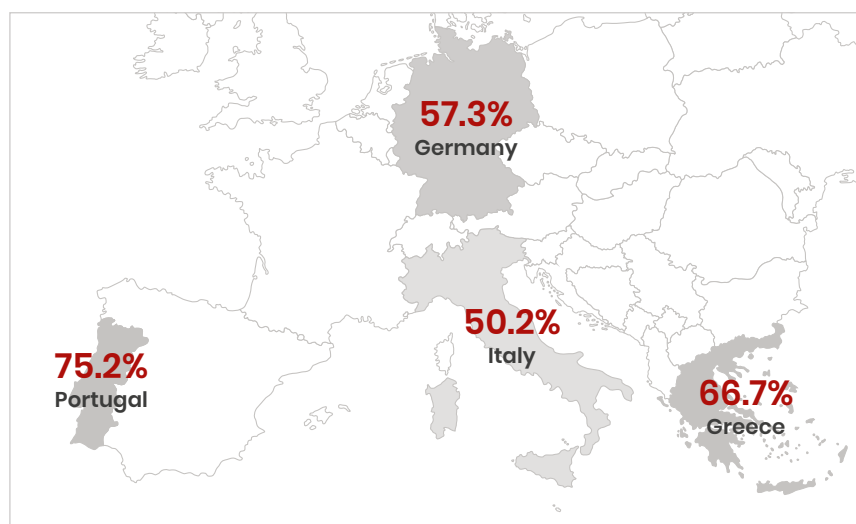 57.3%
Germany
50.2%
Italy
75.2%
Portugal
66.7%
Greece